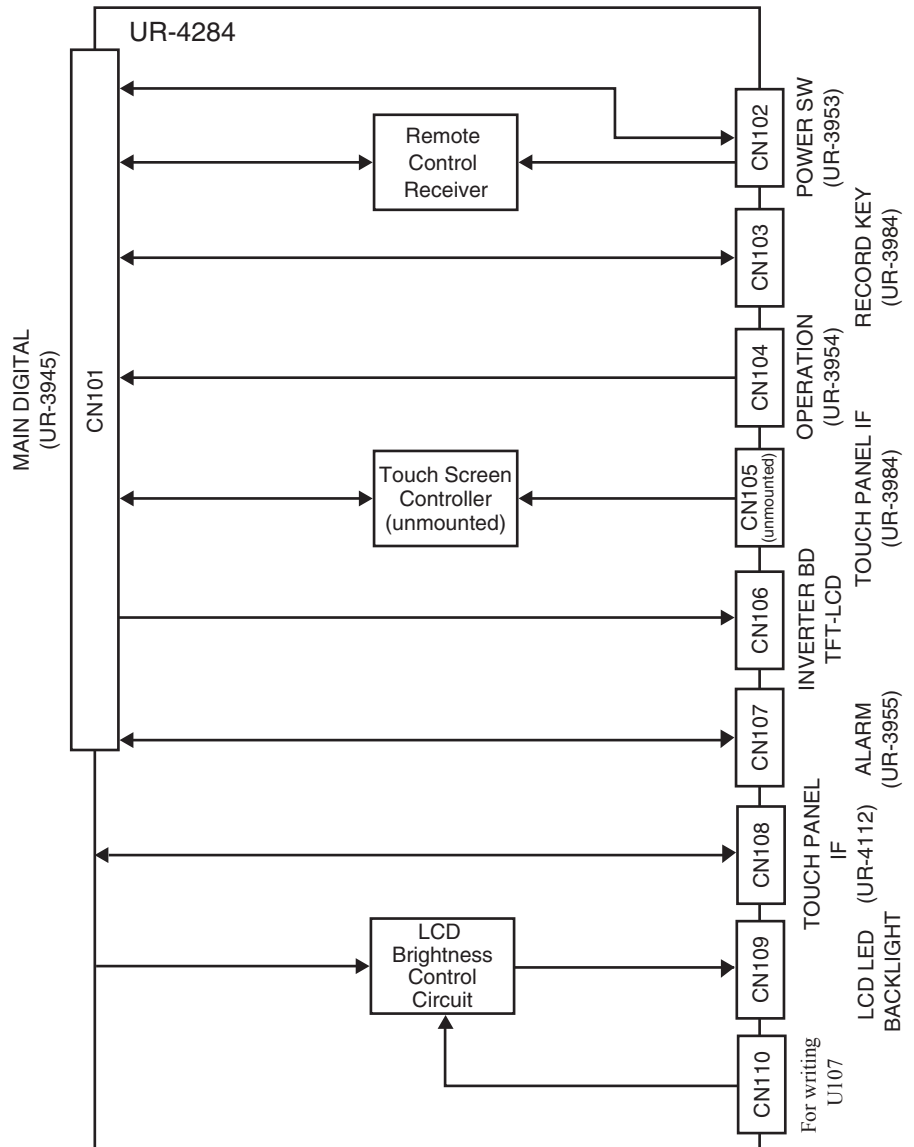 UR-4284
MAIN DIGITAL
(UR-3945)
CN101
Remote
Control
Receiver
CN102
POWER SW
(UR-3953)
CN103
RECORD KEY
(UR-3984)
CN104
OPERATION
(UR-3954)
Touch Screen
Controller
(unmounted)
CN105
(unmounted)
TOUCH PANEL IF
(UR-3984)
CN106
INVERTER BD
TFT-LCD
CN107
ALARM
(UR-3955)
CN108
TOUCH PANEL
IF
(UR-4112)
LCD
Brightness
Control
Circuit
CN109
LCD LED
BACKLIGHT
CN110
For writing
U107